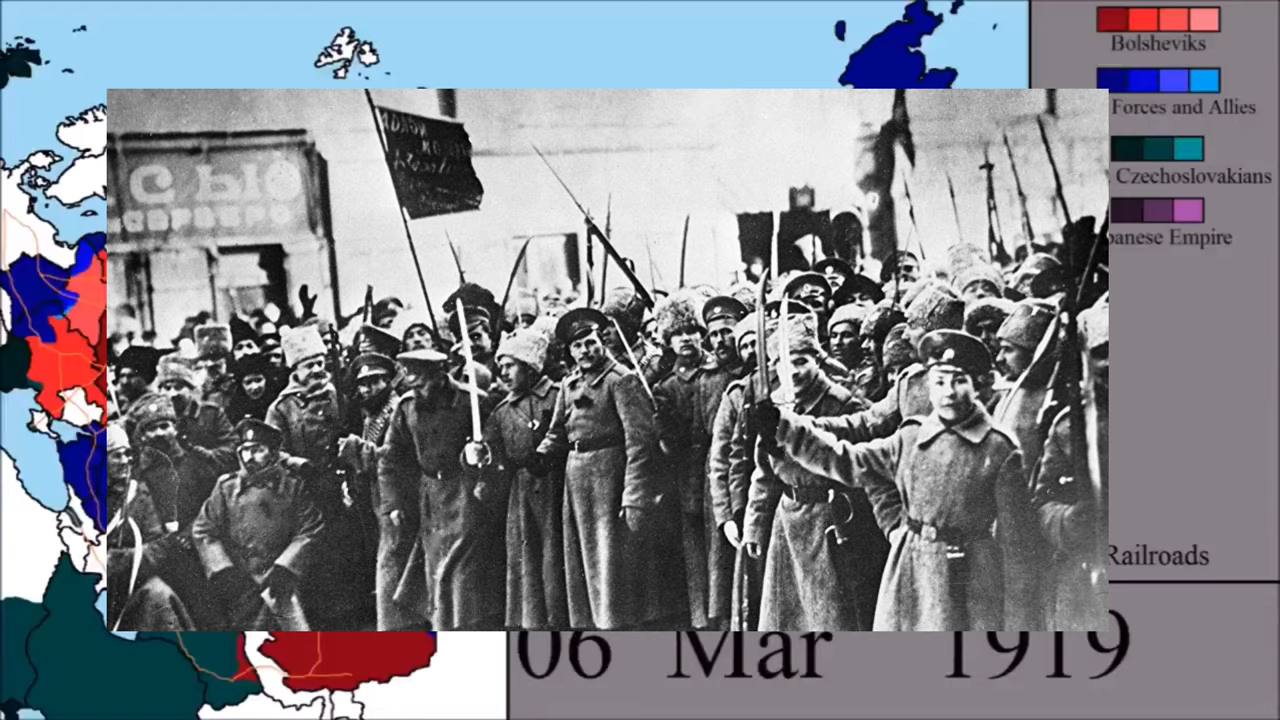 Bolsheviks
Forces and Allies
Czechoslovakians
panese Empire
Railroads
06 Mar 1919